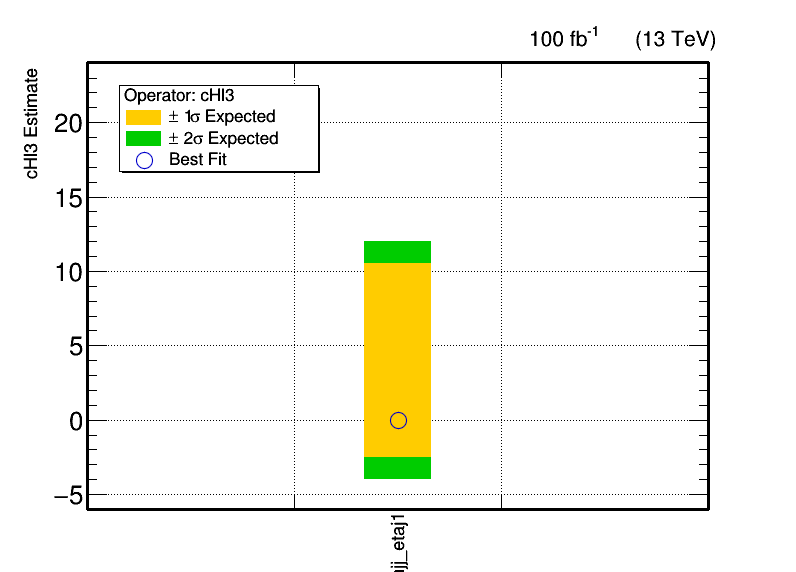 100 fb-1 (13 TeV)
cHl3 Estimate
Operator: cHl3
± 1σ Expected
± 2σ Expected
Best Fit
20
15
10
5
0
−5